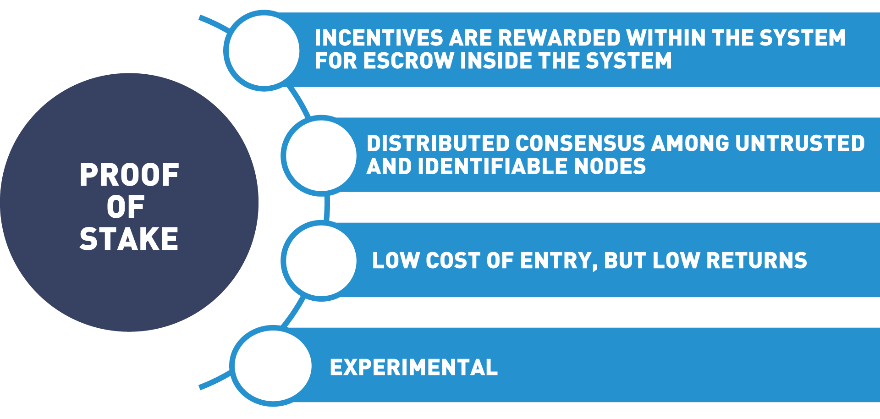 PROOF
OF
STAKE
INCENTIVES ARE REWARDED WITHIN THE SYSTEM
FOR ESCROW INSIDE THE SYSTEM
DISTRIBUTED CONSENSUS AMONG UNTRUSTED
AND IDENTIFIABLE NODES
LOW COST OF ENTRY, BUT LOW RETURNS
EXPERIMENTAL